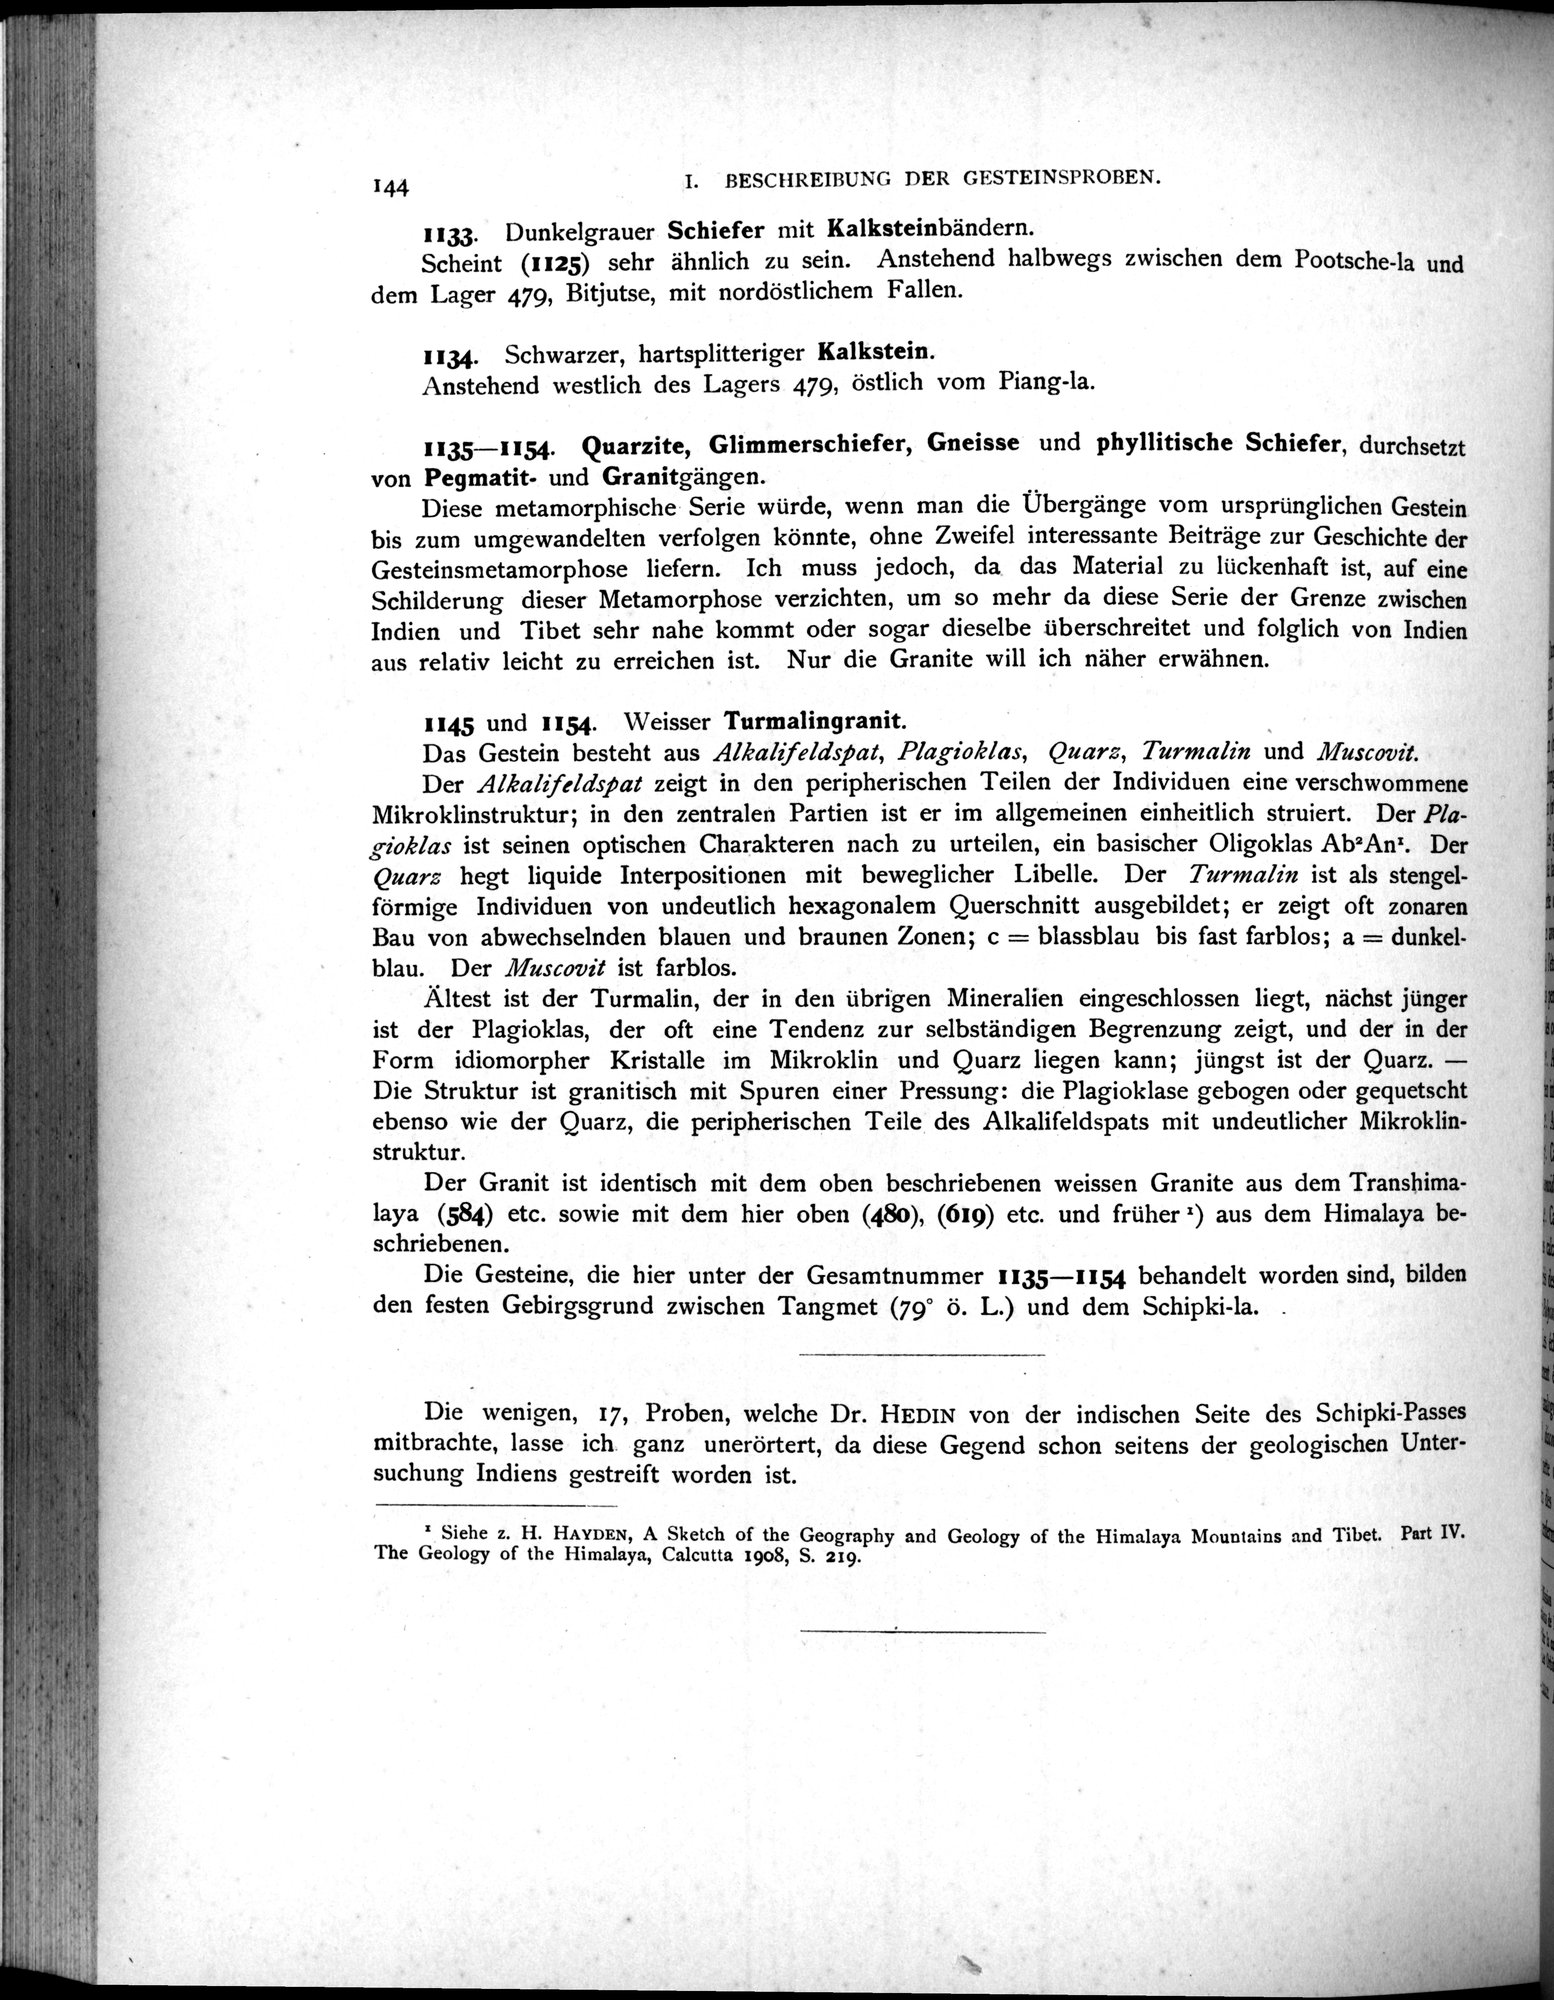 144 I. BESCHREIBUNG DER GESTEINSPROBEN.
1133. Dunkelgrauer Schiefer mit Kalksteinbändern.
Scheint (1125) sehr ähnlich zu sein. Anstehend halbwegs zwischen dem Pootsche-la und
dem Lager 479, Bitjutse, mit nordöstlichem Fallen.
1134. Schwarzer, hartsplitteriger Kalkstein.
Anstehend westlich des Lagers 479, östlich vom Piang-la.
1135—1154. Quarzite, Glimmerschiefer, Gneisse und phyllitische Schiefer, durchsetzt
von Pegmatit- und Granitgängen.
Diese metamorphische Serie würde, wenn man die Übergänge vom ursprünglichen Gestein
bis zum umgewandelten verfolgen könnte, ohne Zweifel interessante Beiträge zur Geschichte der
Gesteinsmetamorphose liefern. Ich muss jedoch, da das Material zu lückenhaft ist, auf eine
Schilderung dieser Metamorphose verzichten, um so mehr da diese Serie der Grenze zwischen
Indien und Tibet sehr nahe kommt oder sogar dieselbe überschreitet und folglich von Indien
aus relativ leicht zu erreichen ist. Nur die Granite will ich näher erwähnen.
1145 und 1154. Weisser Turmalingranit.
Das Gestein besteht aus Alkalifeldspat, Plagioklas, Quarz, Turmalin und Muscovit.
Der Alkalifeldspat zeigt in den peripherischen Teilen der Individuen eine verschwommene
Mikroklinstruktur; in den zentralen Partien ist er im allgemeinen einheitlich struiert. Der Pla-
gioklas ist seinen optischen Charakteren nach zu urteilen, ein basischer Oligoklas Ab²An¹. Der
Quarz hegt liquide Interpositionen mit beweglicher Libelle. Der Turmalin ist als stengel-
förmige Individuen von undeutlich hexagonalem Querschnitt ausgebildet; er zeigt oft zonaren
Bau von abwechselnden blauen und braunen Zonen; c = blassblau bis fast farblos; a = dunkel-
blau. Der Muscovit ist farblos.
Ältest ist der Turmalin, der in den übrigen Mineralien eingeschlossen liegt, nächst jünger
ist der Plagioklas, der oft eine Tendenz zur selbständigen Begrenzung zeigt, und der in der
Form idiomorpher Kristalle im Mikroklin und Quarz liegen kann; jüngst ist der Quarz. —
Die Struktur ist granitisch mit Spuren einer Pressung: die Plagioklase gebogen oder gequetscht
ebenso wie der Quarz, die peripherischen Teile des Alkalifeldspats mit undeutlicher Mikroklin-
struktur.
Der Granit ist identisch mit dem oben beschriebenen weissen Granite aus dem Transhima-
laya (584) etc. sowie mit dem hier oben (480), (619) etc. und früher ¹) aus dem Himalaya be-
schriebenen.
Die Gesteine, die hier unter der Gesamtnummer 1135—1154 behandelt worden sind, bilden
den festen Gebirgsgrund zwischen Tangmet (79° ö. L.) und dem Schipki-la.
Die wenigen, 17, Proben, welche Dr. HEDIN von der indischen Seite des Schipki-Passes
mitbrachte, lasse ich ganz unerörtert, da diese Gegend schon seitens der geologischen Unter-
suchung Indiens gestreift worden ist.
¹ Siehe z. H. HAYDEN, A Sketch of the Geography and Geology of the Himalaya Mountains and Tibet. Part IV.
The Geology of the Himalaya, Calcutta 1908, S. 219.